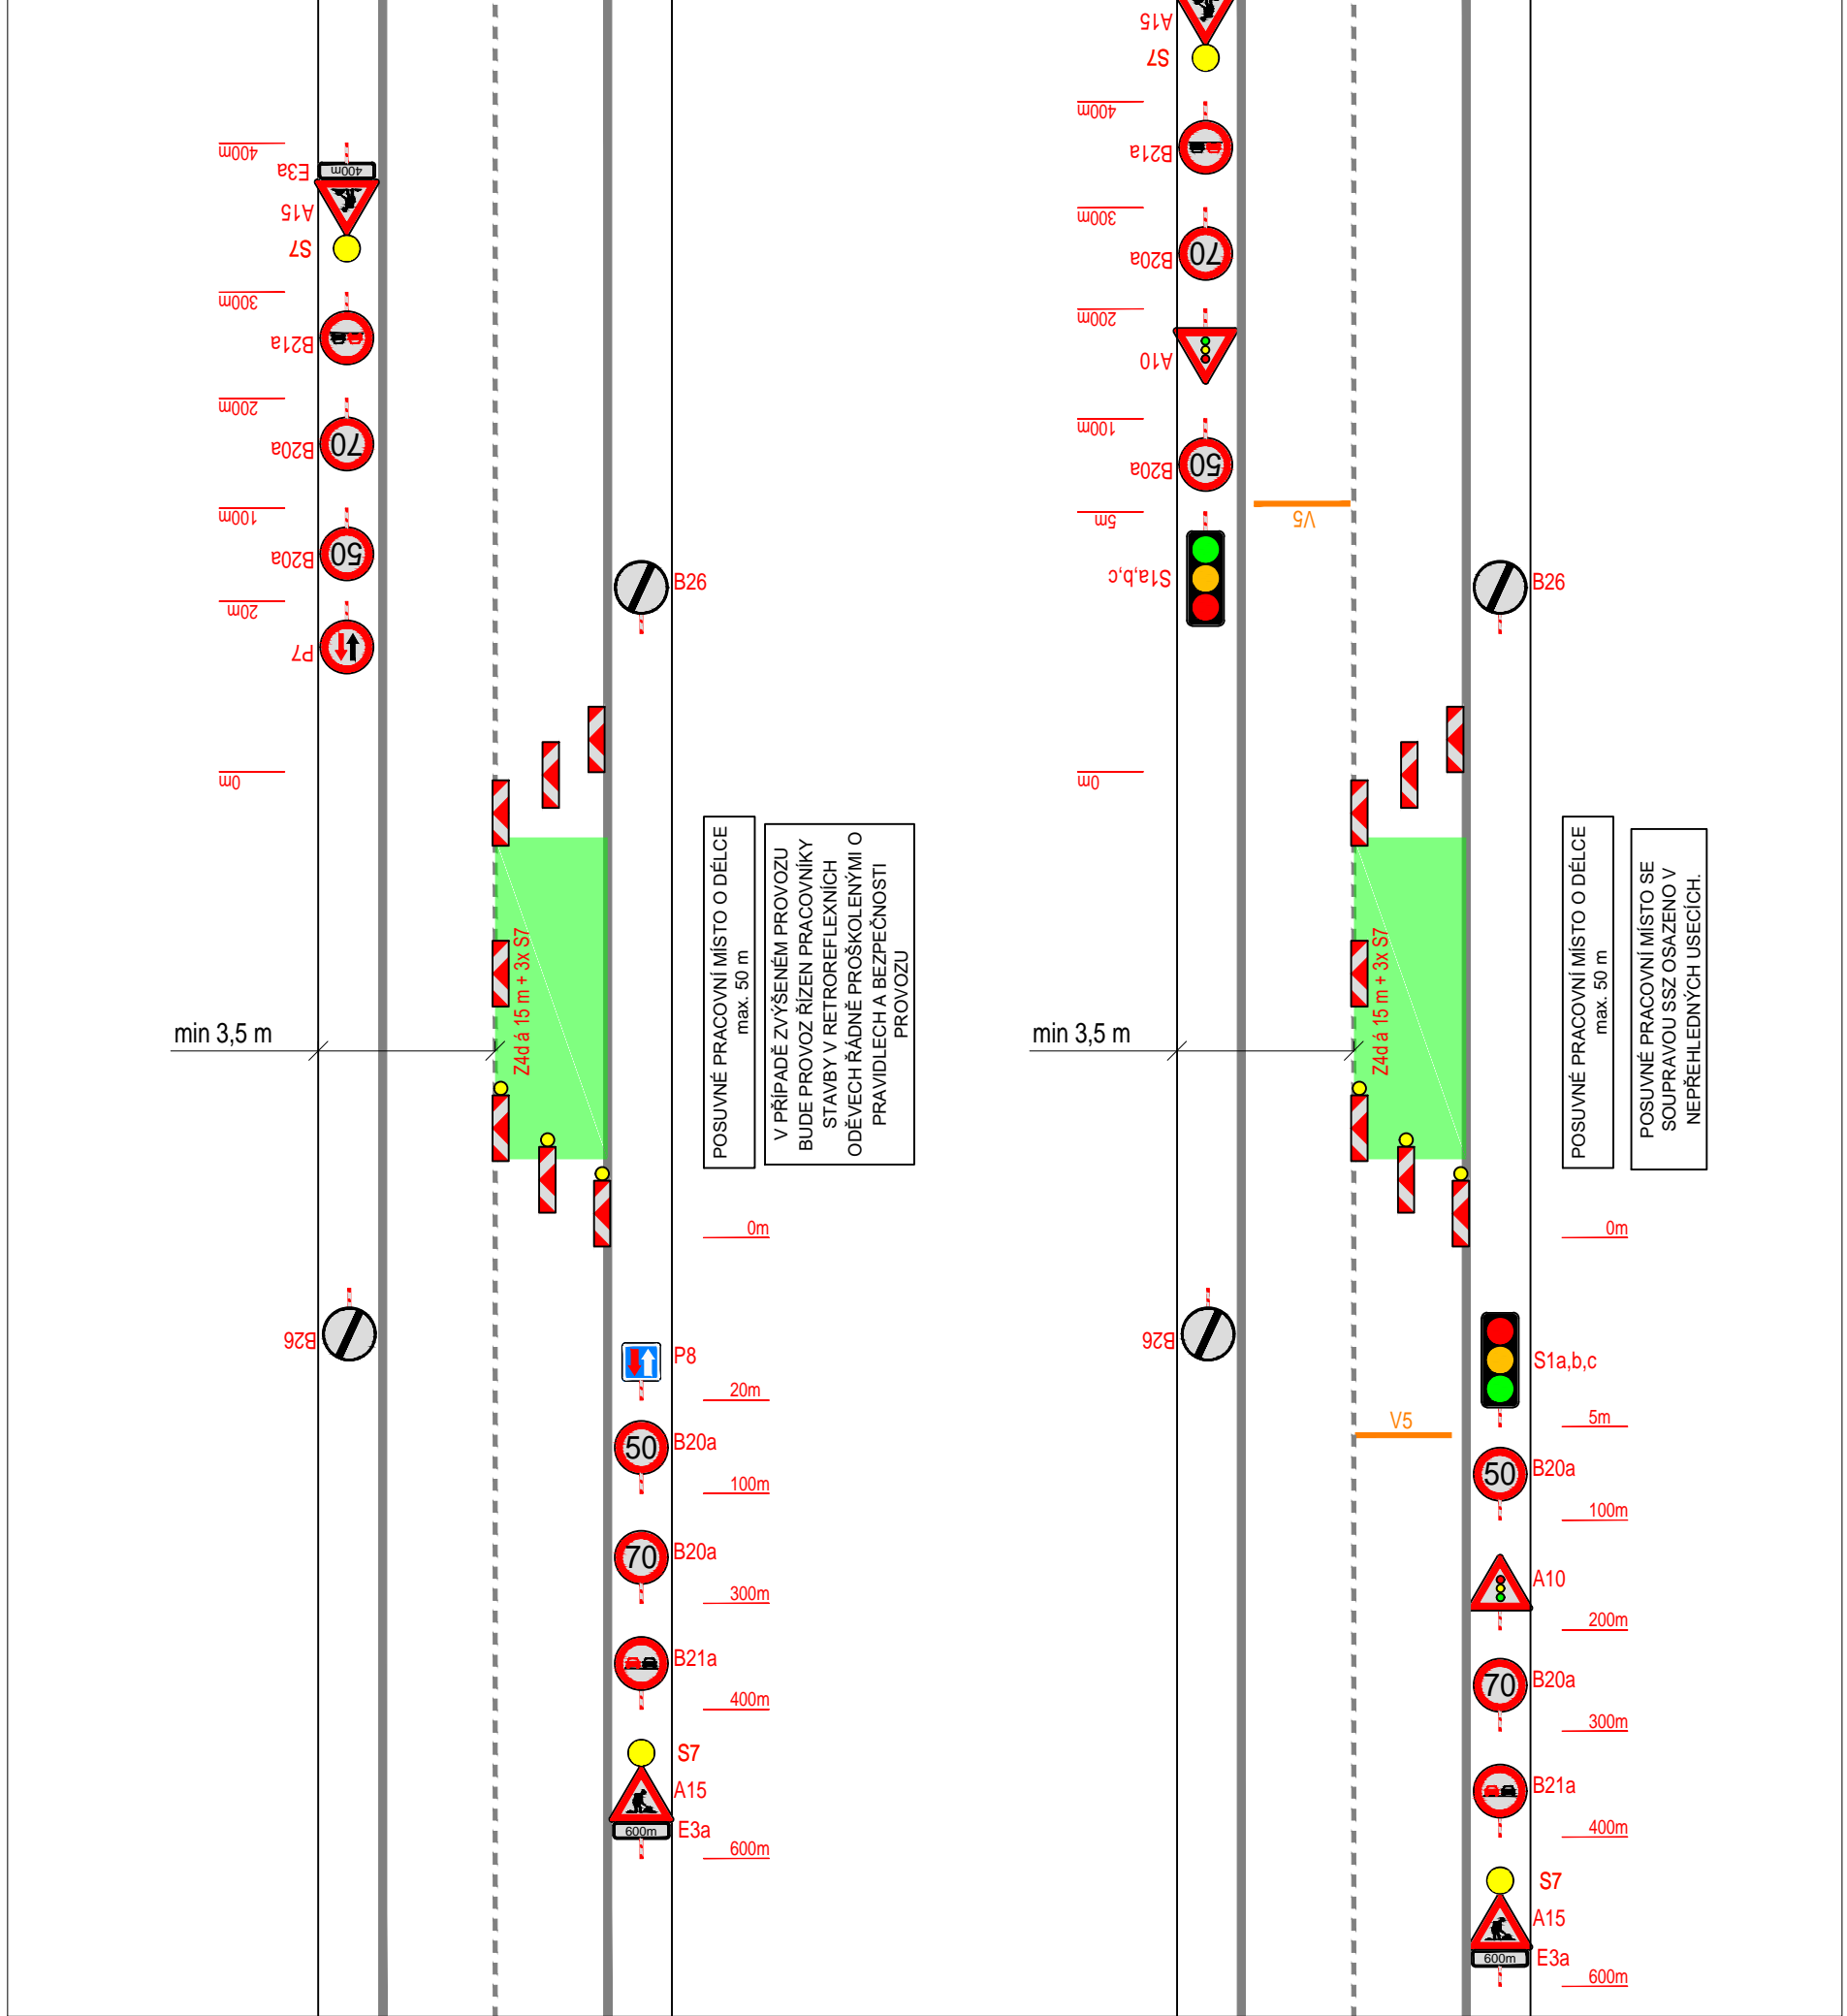 400m
E3a
400m
A15
S7
300m
B21a
200m
B20a
70
100m
B20a
50
20m
P7
B26
0m
POSUVNÉ PRACOVNÍ MÍSTO O DÉLCE
max. 50 m
V PŘÍPADĚ ZVÝŠENÉM PROVOZU
BUDE PROVOZ ŘÍZEN PRACOVNÍKY
STAVBY V RETROREFLEXNÍCH
ODĚVECH ŘÁDNĚ PROŠKOLENÝMI O
PRAVIDLECH A BEZPEČNOSTI
PROVOZU
Z4d á 15 m + 3x S7
min 3,5 m
0m
B26
P8
20m
50
B20a
100m
70
B20a
300m
B21a
400m
S7
A15
600m
E3a
600m
A15
S7
400m
B21a
300m
B20a
70
200m
A10
100m
B20a
50
V5
5m
S1a,b,c
B26
0m
POSUVNÉ PRACOVNÍ MÍSTO O DÉLCE
max. 50 m
POSUVNÉ PRACOVNÍ MÍSTO SE
SOUPRAVOU SSZ OSAZENO V
NEPŘEHLEDNÝCH USECÍCH.
Z4d á 15 m + 3x S7
min 3,5 m
0m
B26
S1a,b,c
5m
V5
50
B20a
100m
A10
200m
70
B20a
300m
B21a
400m
S7
A15
600m
E3a
600m